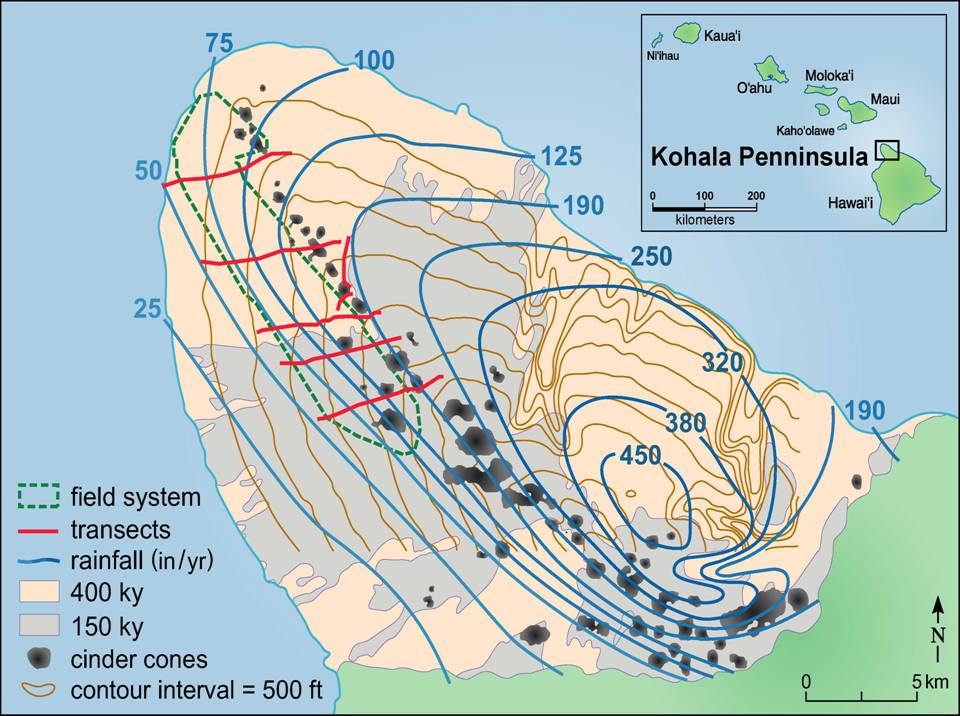 75
100
50
125
190
25
250
320
380
450
190
Kaua'i
Ni'ihau
O'ahu
Moloka'i
Maui
Kaho'olawe
Kohala Penninsula
Hawai'i
0 100 200
kilometers
field system
transects
rainfall (in/yr)
400 ky
150 ky
cinder cones
contour interval = 500 ft
N
0 5 km